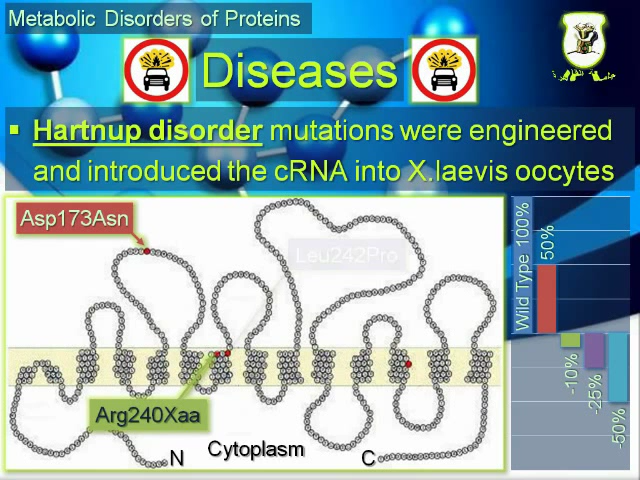 Metabolic Disorders of Proteins
Diseases
▪ Hartnup disorder mutations were engineered
and introduced the cRNA into X.laevis oocytes
Asp173Asn
Leu242Pro
Arg240Xaa
N
Cytoplasm
C
Wild Type 100%
50%
-10%
-25%
-50%